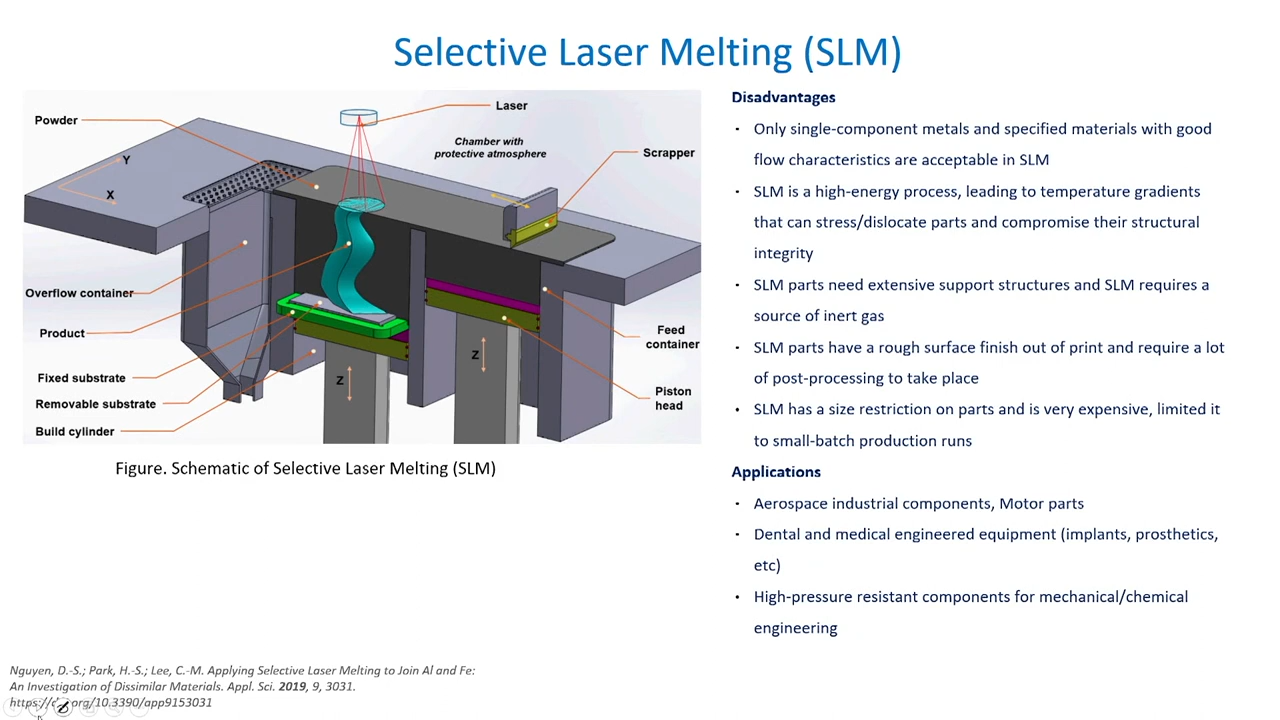 Selective Laser Melting (SLM)
Powder
Y
X
Laser
Chamber with
protective atmosphere
Scrapper
Overflow container
Product
Fixed substrate
Removable substrate
Build cylinder
Z
Z
Feed
container
Piston
head
Figure. Schematic of Selective Laser Melting (SLM)
Disadvantages
· Only single-component metals and specified materials with good
flow characteristics are acceptable in SLM
· SLM is a high-energy process, leading to temperature gradients
that can stress/dislocate parts and compromise their structural
integrity
· SLM parts need extensive support structures and SLM requires a
source of inert gas
· SLM parts have a rough surface finish out of print and require a lot
of post-processing to take place
· SLM has a size restriction on parts and is very expensive, limited it
to small-batch production runs
Applications
· Aerospace industrial components, Motor parts
· Dental and medical engineered equipment (implants, prosthetics,
etc)
· High-pressure resistant components for mechanical/chemical
engineering
Nguyen, D.-S.; Park, H.-S.; Lee, C.-M. Applying Selective Laser Melting to Join Al and Fe:
An Investigation of Dissimilar Materials. Appl. Sci. 2019, 9, 3031.
https://doi.org/10.3390/app9153031